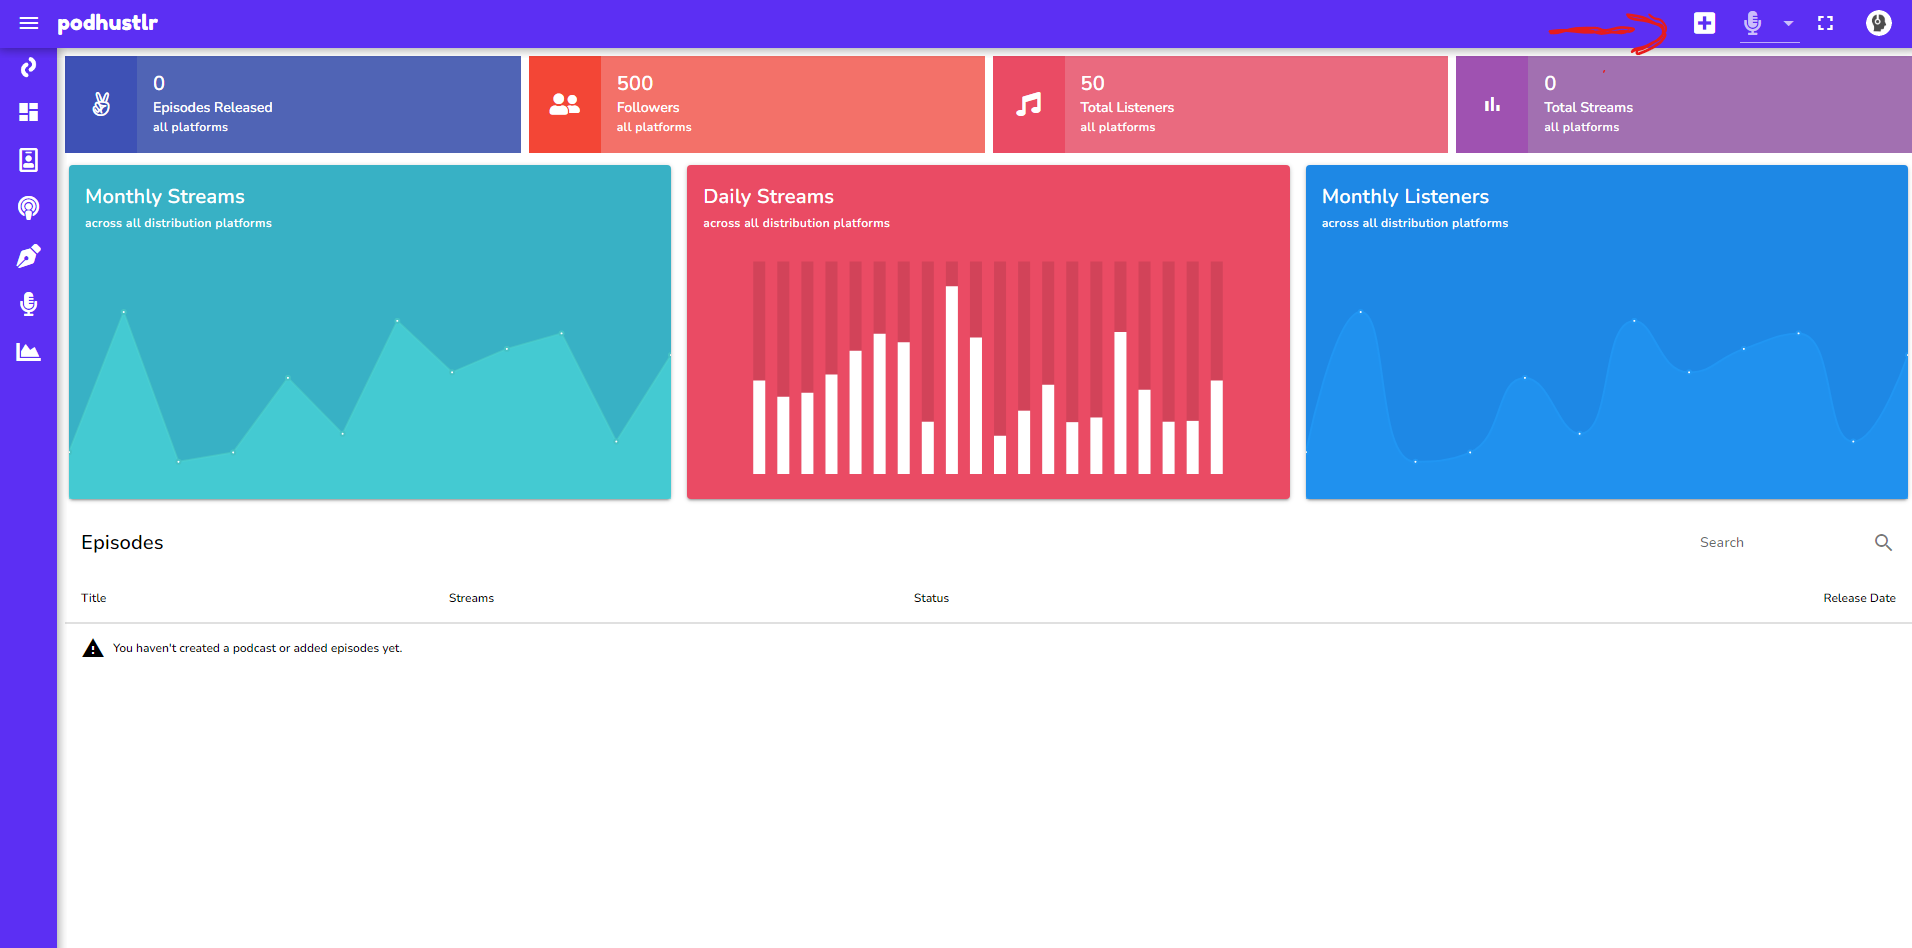 podhustlr
0
Episodes Released
all platforms
500
Followers
all platforms
50
Total Listeners
all platforms
0
Total Streams
all platforms
Monthly Streams
across all distribution platforms
Daily Streams
across all distribution platforms
Monthly Listeners
across all distribution platforms
Episodes
Search
Title Streams Status Release Date
You haven't created a podcast or added episodes yet.